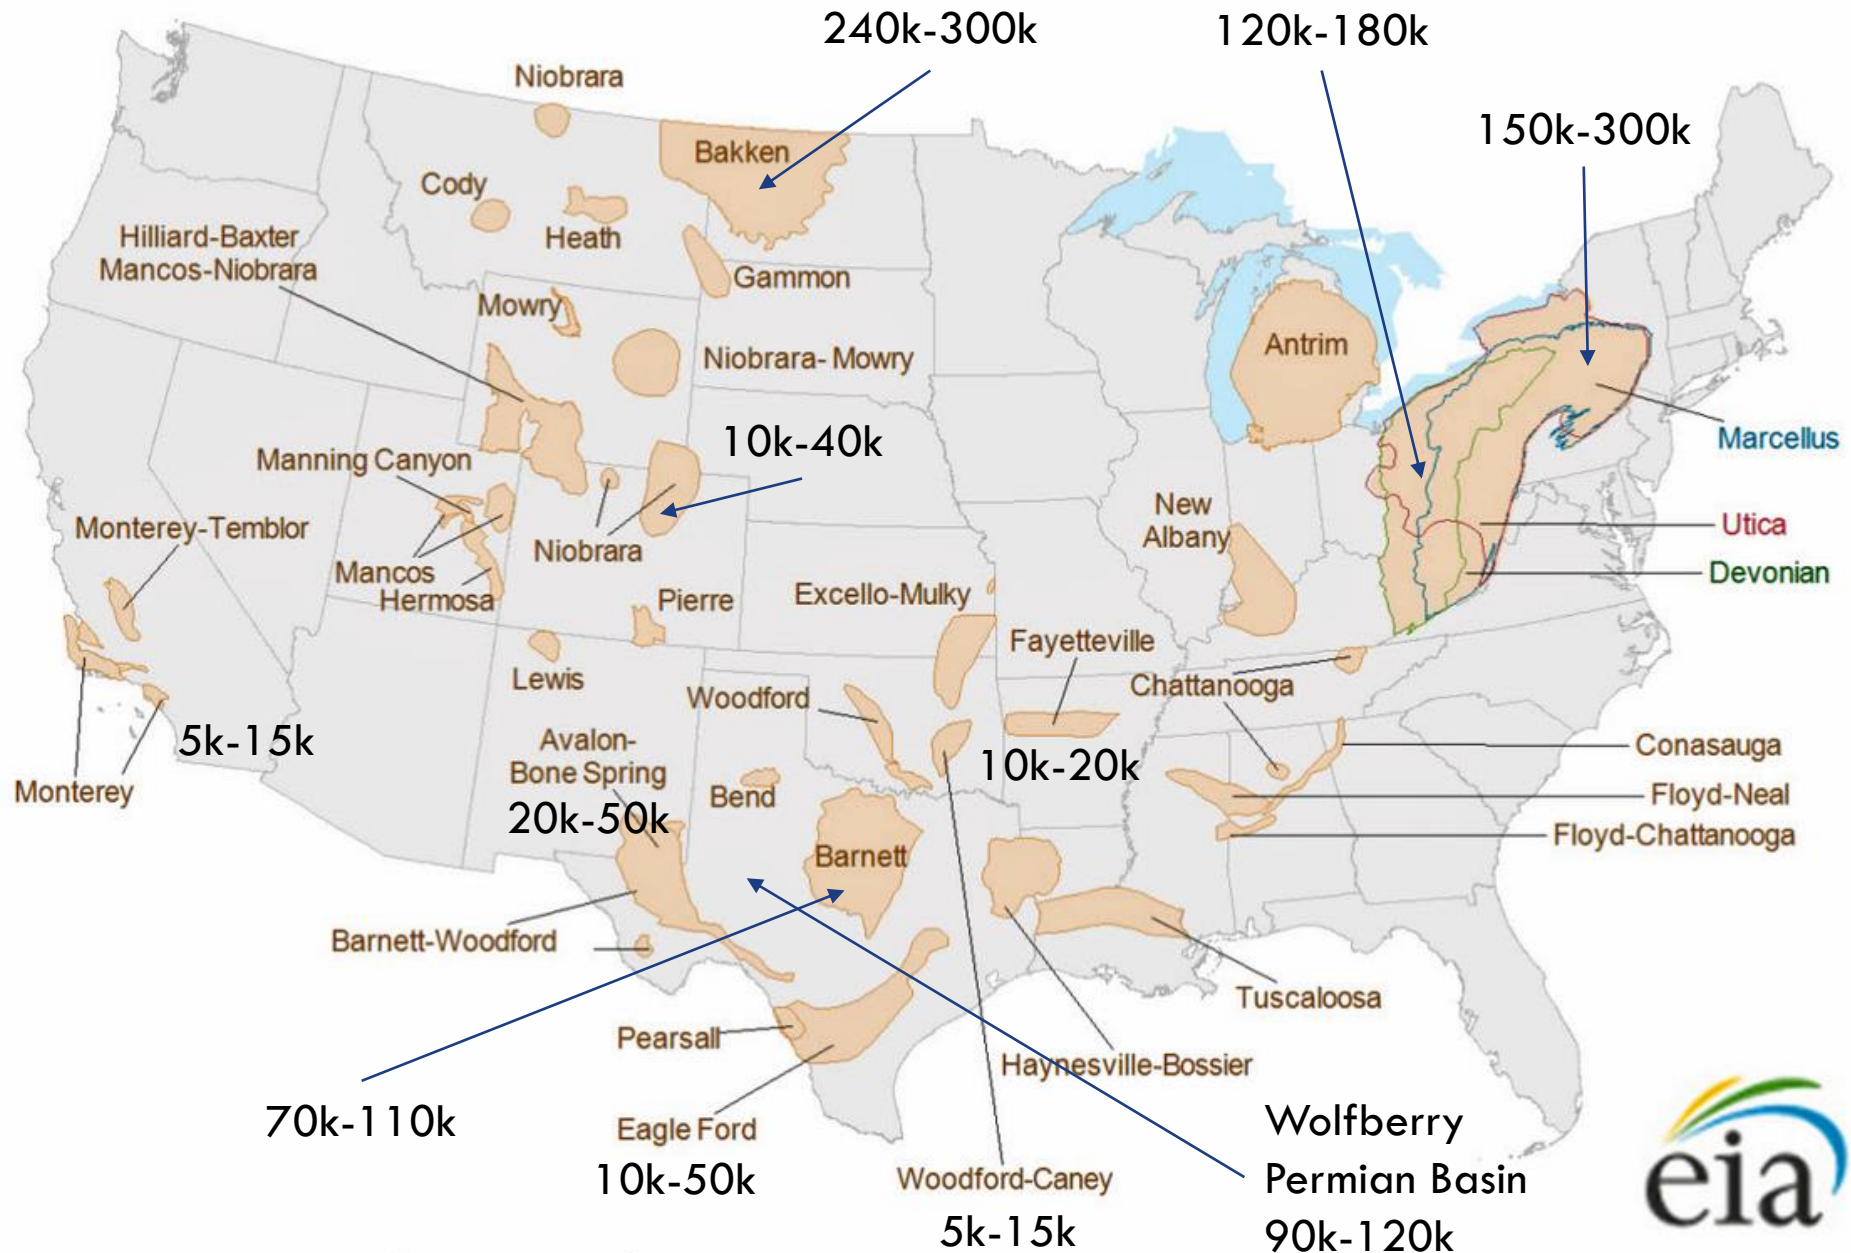 240k-300k
120k-180k
Niobrara
150k-300k
Bakken
Cody
Hilliard-Baxter
Mancos-Niobrara
Heath
Gammon
Mowry
Niobrara- Mowry
Antrim
10k-40k
Marcellus
Manning Canyon
New
Albany
Monterey-Temblor
Utica
Niobrara
Mancos
Devonian
Hermosa
Pierre
Excello-Mulky
Fayetteville
Lewis
Woodford
Chattanooga
5k-15k
Avalon-
Bone Spring
20k-50k
Monterey
Bend
10k-20k
Conasauga
Floyd-Neal
Floyd-Chattanooga
Barnett
Barnett-Woodford
Tuscaloosa
Pearsall
Haynesville-Bossier
70k-110k
Eagle Ford
10k-50k
Woodford-Caney
5k-15k
Wolfberry
Permian Basin
90k-120k
eia